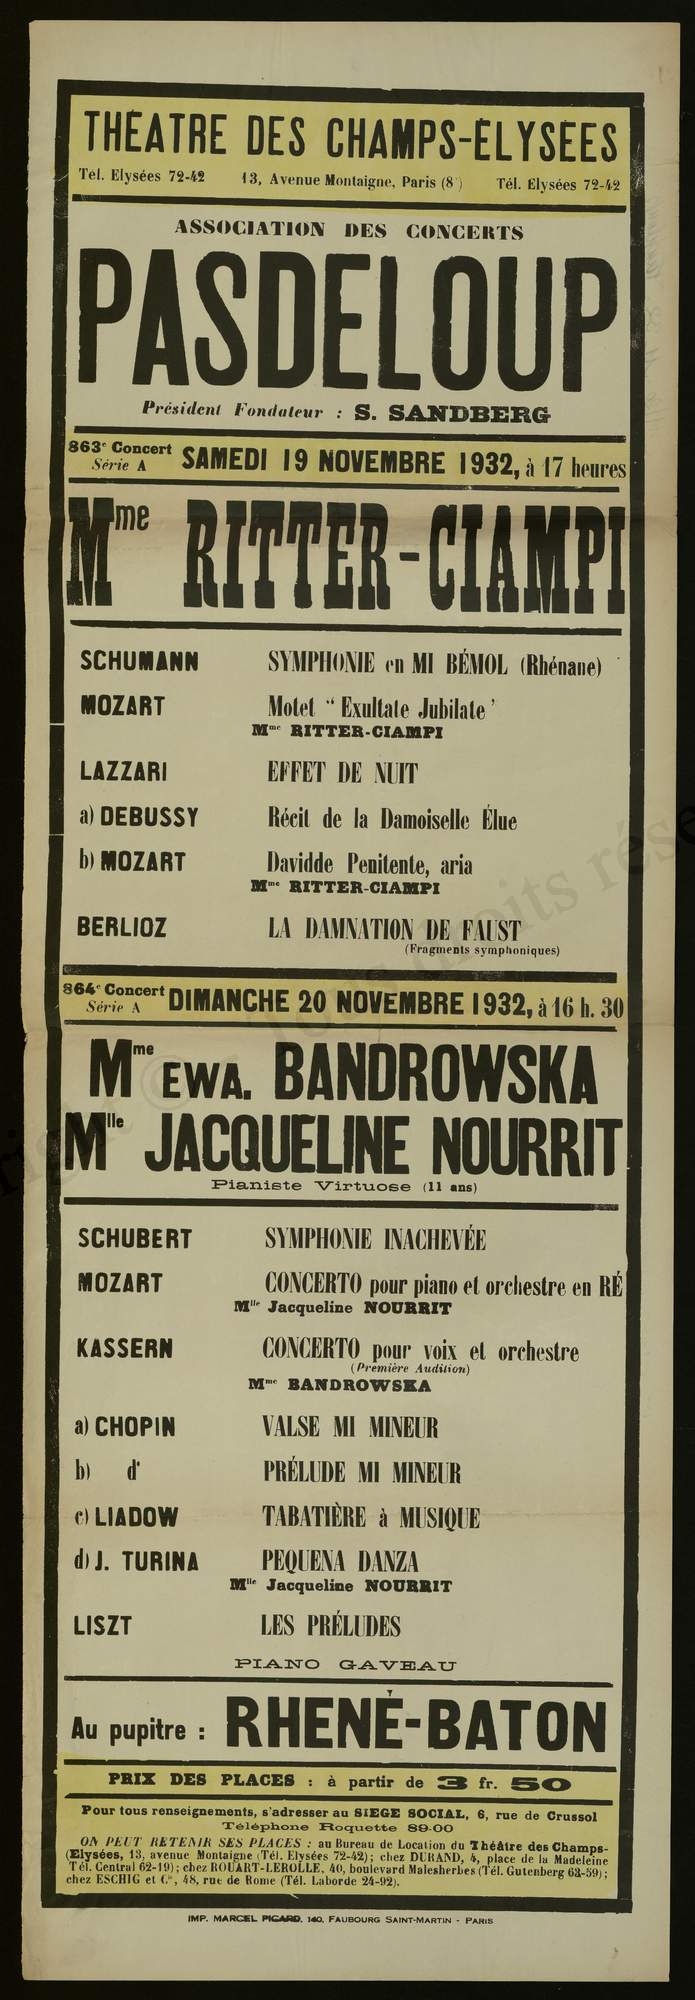 THEATRE DES CHAMPS-ELYSEES
Tél. Elysées 72-42 13, Avenue Montaigne, Paris (8e) Tél. Elysées 72-42
ASSOCIATION DES CONCERTS
PASDELOUP
Président Fondateur : S. SANDBERG
863e Concert
Série A SAMEDI 19 NOVEMBRE 1932, à 17 heures
Mme RITTER-CIAMPI
SCHUMANN SYMPHONIE en MI BÉMOL (Rhénane)
MOZART Motet "Exultate Jubilate'
Mme RITTER-CIAMPI
LAZZARI EFFET DE NUIT
a) DEBUSSY Récit de la Damoiselle Élue
b) MOZART Davidde Penitente, aria
Mme RITTER-CIAMPI
BERLIOZ LA DAMNATION DE FAUST
(Fragments symphoniques)
864e Concert
Série A DIMANCHE 20 NOVEMBRE 1932, à 16 h. 30
Mme EWA. BANDROWSKA
Mlle JACQUELINE NOURRIT
Pianiste Virtuose (11 ans)
SCHUBERT SYMPHONIE INACHEVÉE
MOZART CONCERTO pour piano et orchestre en RÉ
Mlle Jacqueline NOURRIT
KASSERN CONCERTO pour voix et orchestre
(Première Audition)
Mme BANDROWSKA
a) CHOPIN VALSE MI MINEUR
b) d° PRÉLUDE MI MINEUR
c) LIADOW TABATIÈRE à MUSIQUE
d) J. TURINA PEQUENA DANZA
Mlle Jacqueline NOURRIT
LISZT LES PRÉLUDES
PIANO GAVEAU
Au pupitre : RHENÉ-BATON
PRIX DES PLACES : à partir de 3 fr. 50
Pour tous renseignements, s'adresser au SIEGE SOCIAL, 6, rue de Crussol
Téléphone Roquette 89-00
ON PEUT RETENIR SES PLACES : au Bureau de Location du Théâtre des Champs-
Elysées, 13, avenue Montaigne (Tél. Elysées 72-42); chez DURAND, 4, place de la Madeleine
Tél. Central 62-19); chez ROUART-LEROLLE, 40, boulevard Malesherbes (Tél. Gutenberg 63-59);
chez ESCHIG et Cie, 48, rue de Rome (Tél. Laborde 24-92).
IMP. MARCEL PICARD, 140, FAUBOURG SAINT-MARTIN - PARIS